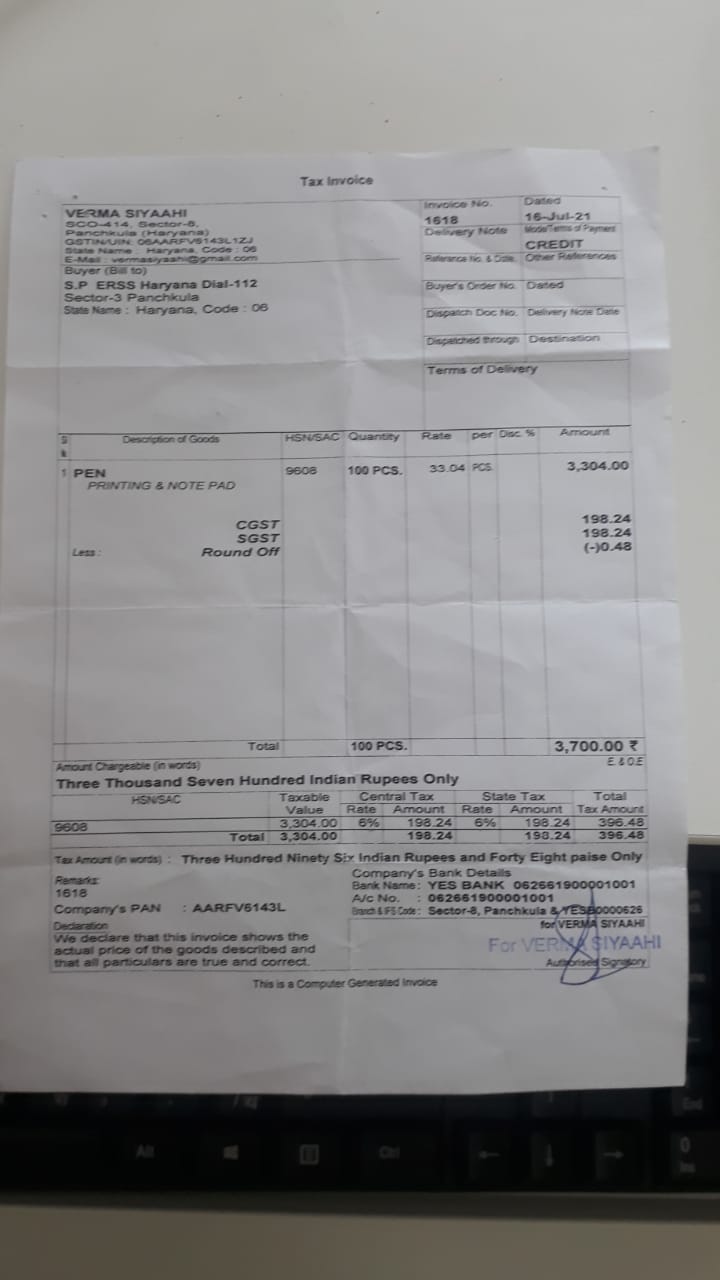 Tax Invoice
VERMA SIYAAHI
SCO-414, Sector-8,
Panchkula (Haryana)
GSTIN/UIN: 06AARFV6143L1ZJ
State Name : Haryana, Code : 06
E-Mail : vermasiyaahi@gmail.com
Invoice No. Dated
1618 16-Jul-21
Delivery Note Mode/Terms of Payment
CREDIT
Reference No. & Date. Other References
Buyer (Bill to)
S.P ERSS Haryana Dial-112
Sector-3 Panchkula
State Name : Haryana, Code : 06
Buyer's Order No. Dated
Dispatch Doc No. Delivery Note Date
Dispatched through Destination
Terms of Delivery
Sl Description of Goods HSN/SAC Quantity Rate per Disc. % Amount
1 PEN 9608 100 PCS. 33.04 PCS. 3,304.00
PRINTING & NOTE PAD
CGST 198.24
SGST 198.24
Less : Round Off (-)0.48
Total 100 PCS. 3,700.00 ₹
Amount Chargeable (in words) E. & O.E
Three Thousand Seven Hundred Indian Rupees Only
HSN/SAC Taxable Central Tax State Tax Total
Value Rate Amount Rate Amount Tax Amount
9608 3,304.00 6% 198.24 6% 198.24 396.48
Total 3,304.00 198.24 198.24 396.48
Tax Amount (in words) : Three Hundred Ninety Six Indian Rupees and Forty Eight paise Only
Remarks:
1618
Company's PAN : AARFV6143L
Declaration
We declare that this invoice shows the
actual price of the goods described and
that all particulars are true and correct.
Company's Bank Details
Bank Name: YES BANK 062661900001001
A/c No. : 062661900001001
Branch & IFS Code : Sector-8, Panchkula & YESB0000626
for VERMA SIYAAHI
For VERMA SIYAAHI
Authorised Signatory
This is a Computer Generated Invoice
Alt
Ctrl
End
0
Ins